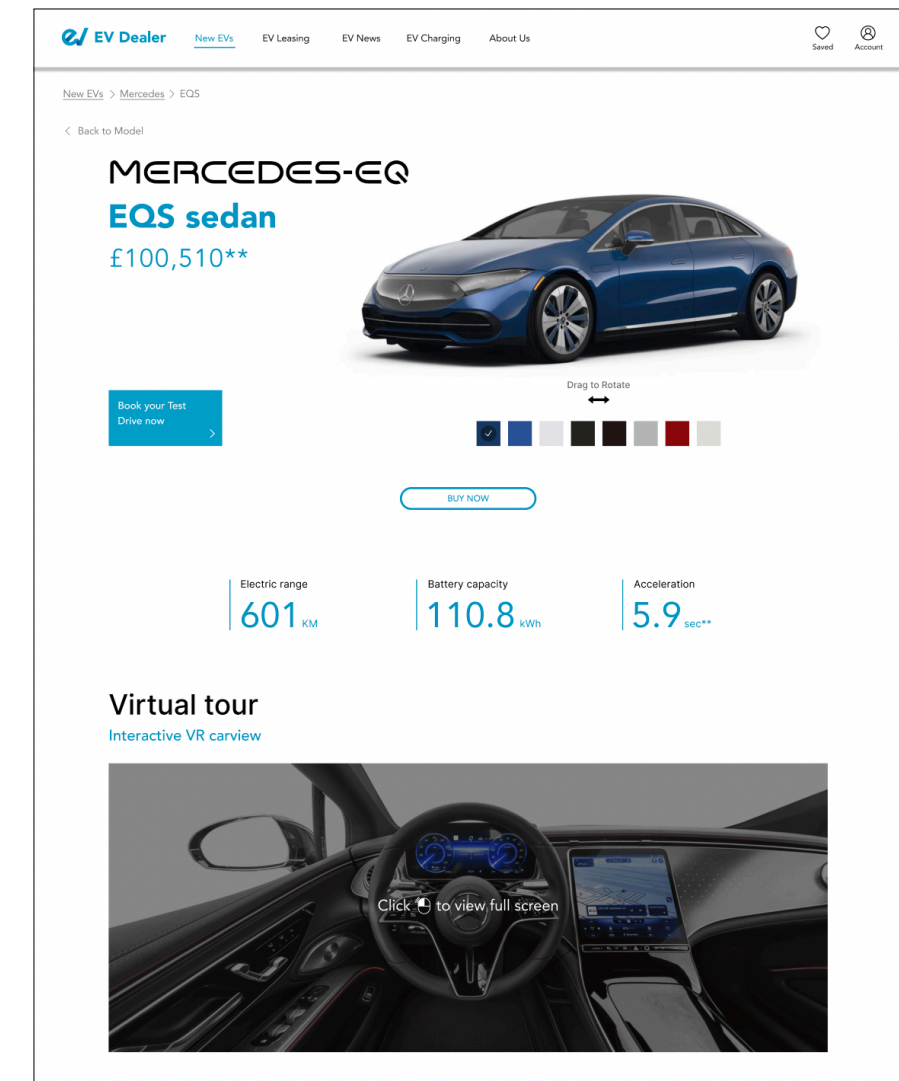 EV Dealer
New EVs
EV Leasing
EV News
EV Charging
About Us
Saved
Account
New EVs > Mercedes > EQS
< Back to Model
MERCEDES-EQ
EQS sedan
£100,510**
Drag to Rotate
Book your Test
Drive now
>
BUY NOW
Electric range
601 KM
Battery capacity
110.8 kWh
Acceleration
5.9 sec**
Virtual tour
Interactive VR carview
Click to view full screen